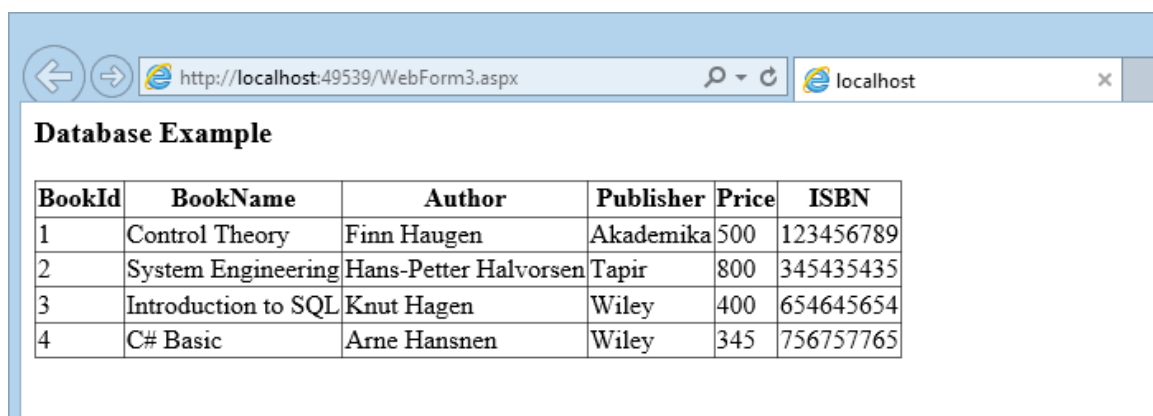 http://localhost:49539/WebForm3.aspx localhost
Database Example
BookId BookName Author Publisher Price ISBN
1 Control Theory Finn Haugen Akademika 500 123456789
2 System Engineering Hans-Petter Halvorsen Tapir 800 345435435
3 Introduction to SQL Knut Hagen Wiley 400 654645654
4 C# Basic Arne Hansnen Wiley 345 756757765